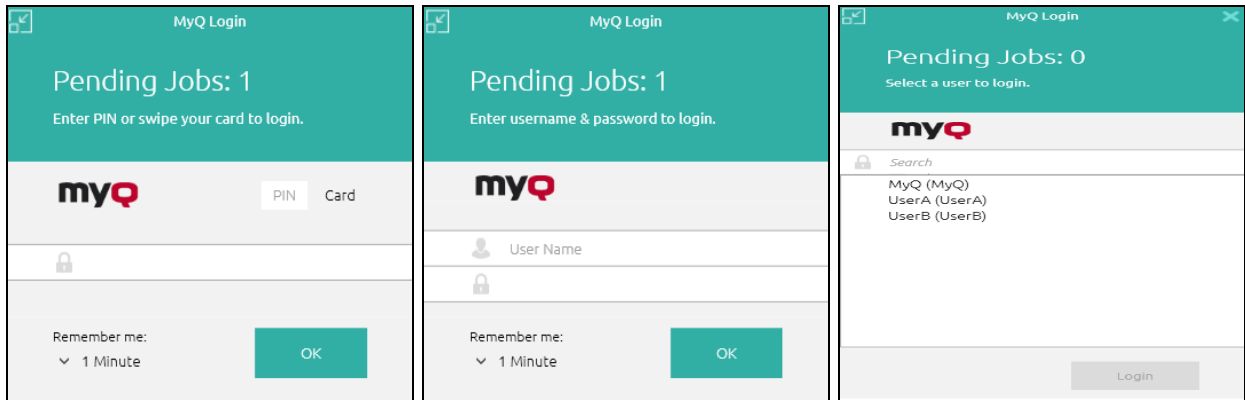 MyQ Login
Pending Jobs: 1
Enter PIN or swipe your card to login.
myQ
PIN Card
Remember me:
1 Minute
OK
MyQ Login
Pending Jobs: 1
Enter username & password to login.
myQ
User Name
Remember me:
1 Minute
OK
MyQ Login
Pending Jobs: 0
Select a user to login.
myQ
Search
MyQ (MyQ)
UserA (UserA)
UserB (UserB)
Login